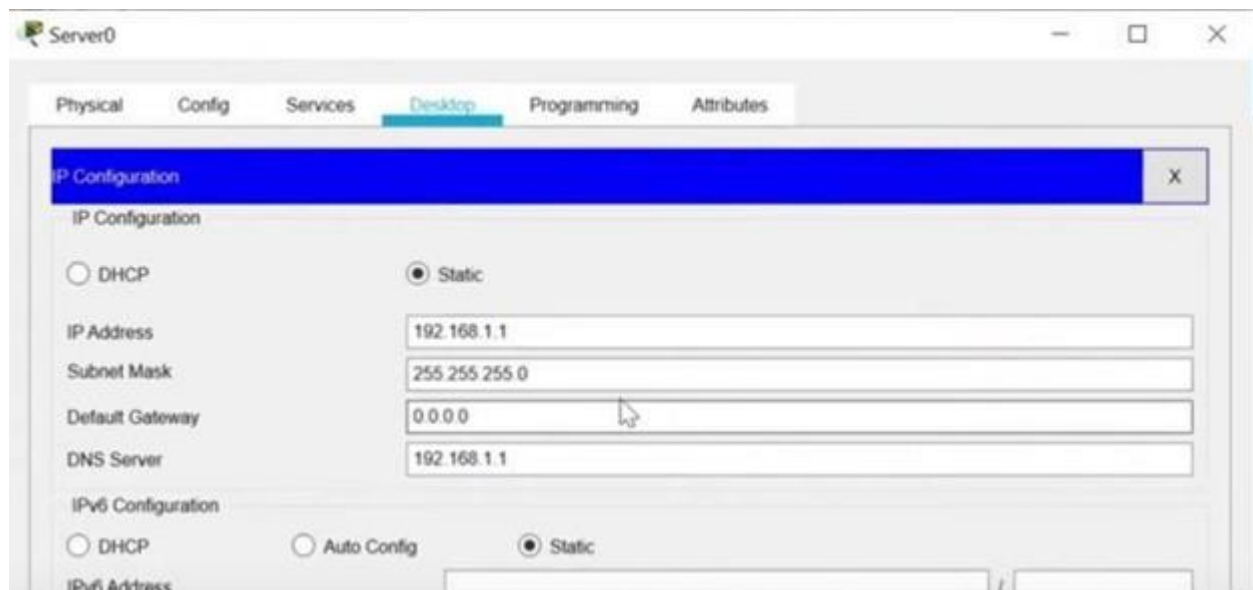 Server0
Physical Config Services Desktop Programming Attributes
IP Configuration X
IP Configuration
DHCP Static
IP Address 192.168.1.1
Subnet Mask 255.255.255.0
Default Gateway 0.0.0.0
DNS Server 192.168.1.1
IPv6 Configuration
DHCP Auto Config Static
IPv6 Address /